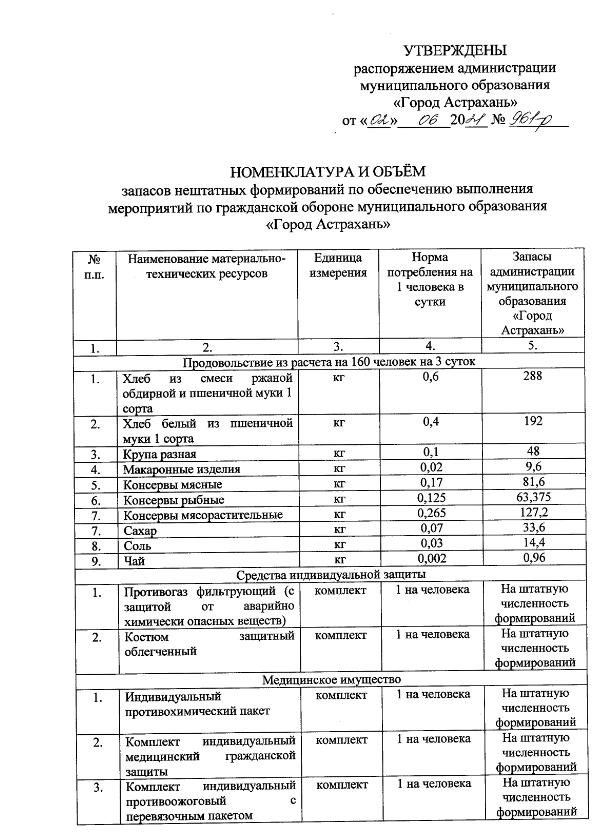 УТВЕРЖДЕНЫ
распоряжением администрации
муниципального образования
«Город Астрахань»
от «02» 06 2021 № 961-р
НОМЕНКЛАТУРА И ОБЪЁМ
запасов нештатных формирований по обеспечению выполнения
мероприятий по гражданской обороне муниципального образования
«Город Астрахань»
№ п.п. Наименование материально-технических ресурсов Единица измерения Норма потребления на 1 человека в сутки Запасы администрации муниципального образования «Город Астрахань»
1. 2. 3. 4. 5.
Продовольствие из расчета на 160 человек на 3 суток
1. Хлеб из смеси ржаной кг 0,6 288
обдирной и пшеничной муки 1
сорта
2. Хлеб белый из пшеничной кг 0,4 192
муки 1 сорта
3. Крупа разная кг 0,1 48
4. Макаронные изделия кг 0,02 9,6
5. Консервы мясные кг 0,17 81,6
6. Консервы рыбные кг 0,125 63,375
7. Консервы мясорастительные кг 0,265 127,2
7. Сахар кг 0,07 33,6
8. Соль кг 0,03 14,4
9. Чай кг 0,002 0,96
Средства индивидуальной защиты
1. Противогаз фильтрующий (с комплект 1 на человека На штатную
защитой от аварийно численность
химически опасных веществ) формирований
2. Костюм защитный комплект 1 на человека На штатную
облегченный численность
формирований
Медицинское имущество
1. Индивидуальный комплект 1 на человека На штатную
противохимический пакет численность
формирований
2. Комплект индивидуальный комплект 1 на человека На штатную
медицинский гражданской численность
защиты формирований
3. Комплект индивидуальный комплект 1 на человека На штатную
противоожоговый с численность
перевязочным пакетом формирований